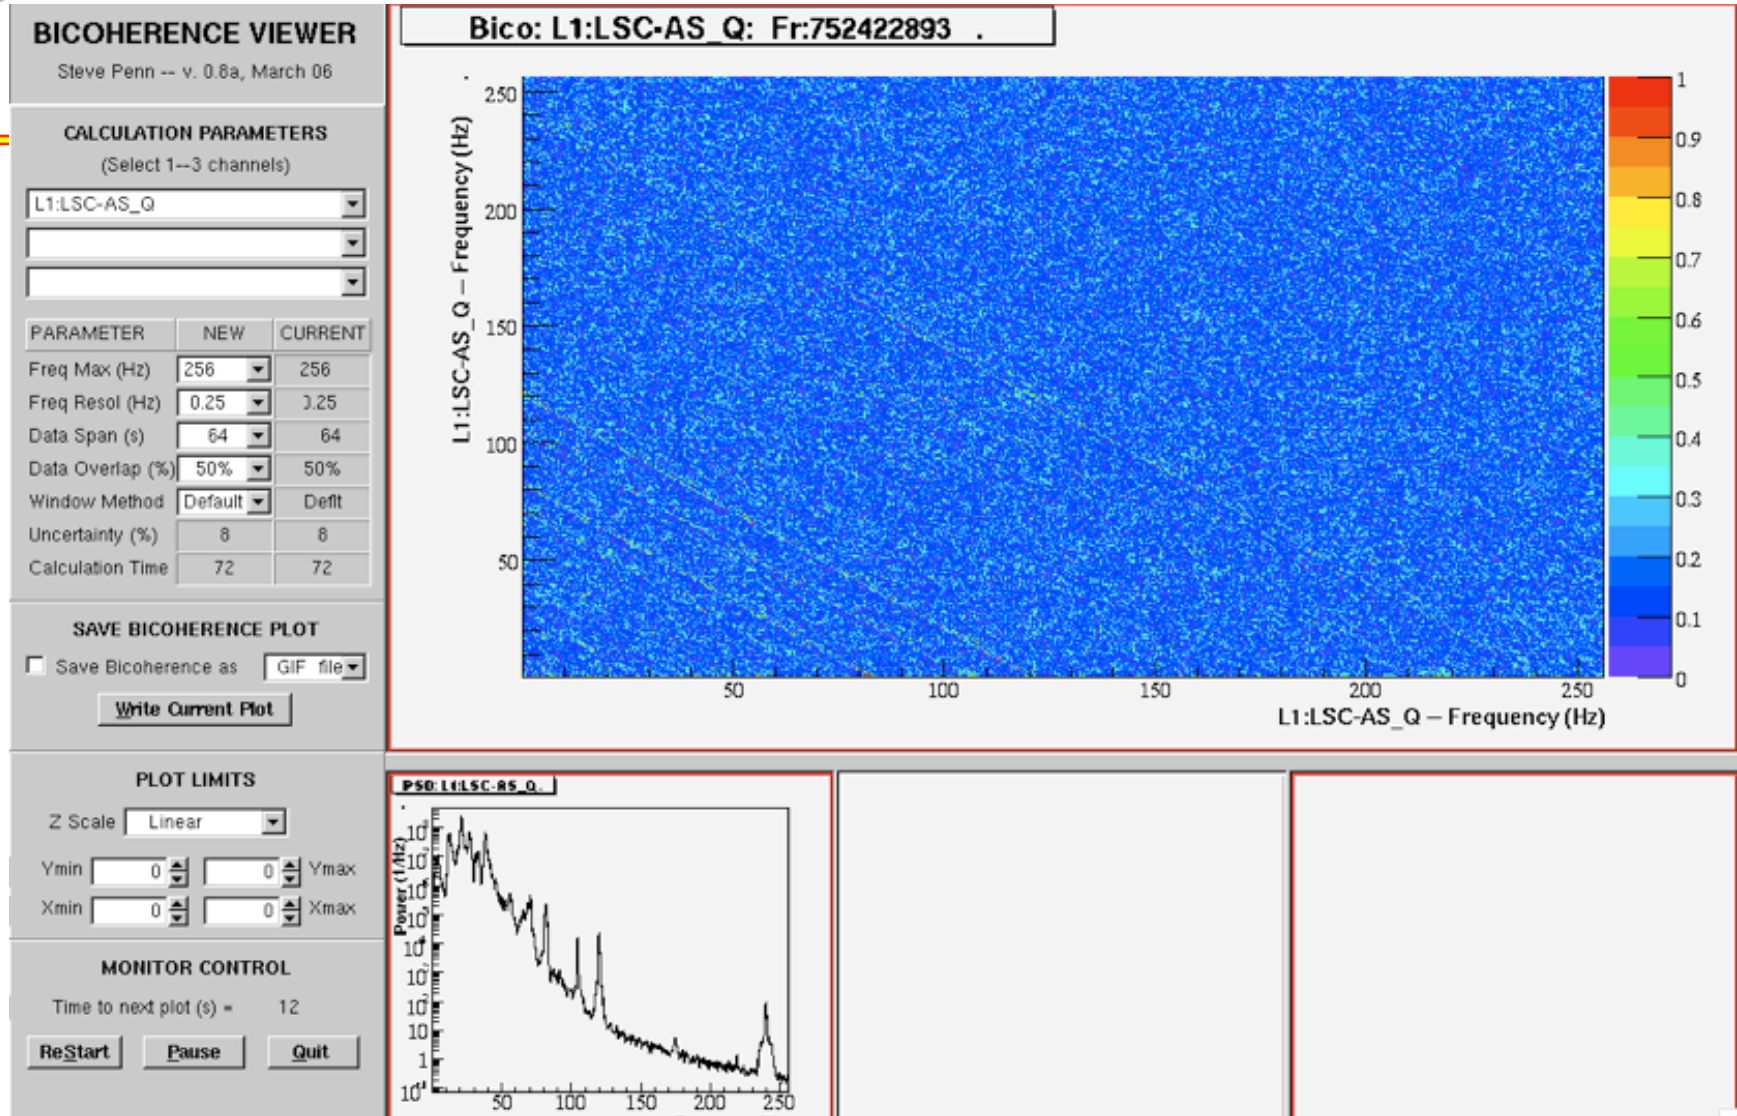 BICOHERENCE VIEWER
Steve Penn -- v. 0.8a, March 06
CALCULATION PARAMETERS
(Select 1--3 channels)
L1:LSC-AS_Q
PARAMETER NEW CURRENT
Freq Max (Hz) 256 256
Freq Resol (Hz) 0.25 0.25
Data Span (s) 64 64
Data Overlap (%) 50% 50%
Window Method Default Deflt
Uncertainty (%) 8 8
Calculation Time 72 72
SAVE BICOHERENCE PLOT
Save Bicoherence as GIF file
Write Current Plot
PLOT LIMITS
Z Scale Linear
Ymin 0 0 Ymax
Xmin 0 0 Xmax
MONITOR CONTROL
Time to next plot (s) = 12
ReStart Pause Quit
Bico: L1:LSC-AS_Q: Fr:752422893 .
L1:LSC-AS_Q – Frequency (Hz)
250
200
150
100
50
50 100 150 200 250
L1:LSC-AS_Q – Frequency (Hz)
1
0.9
0.8
0.7
0.6
0.5
0.4
0.3
0.2
0.1
0
PSD: L1:LSC-AS_Q.
Power (1/Hz)
10
1
50 100 150 200 250